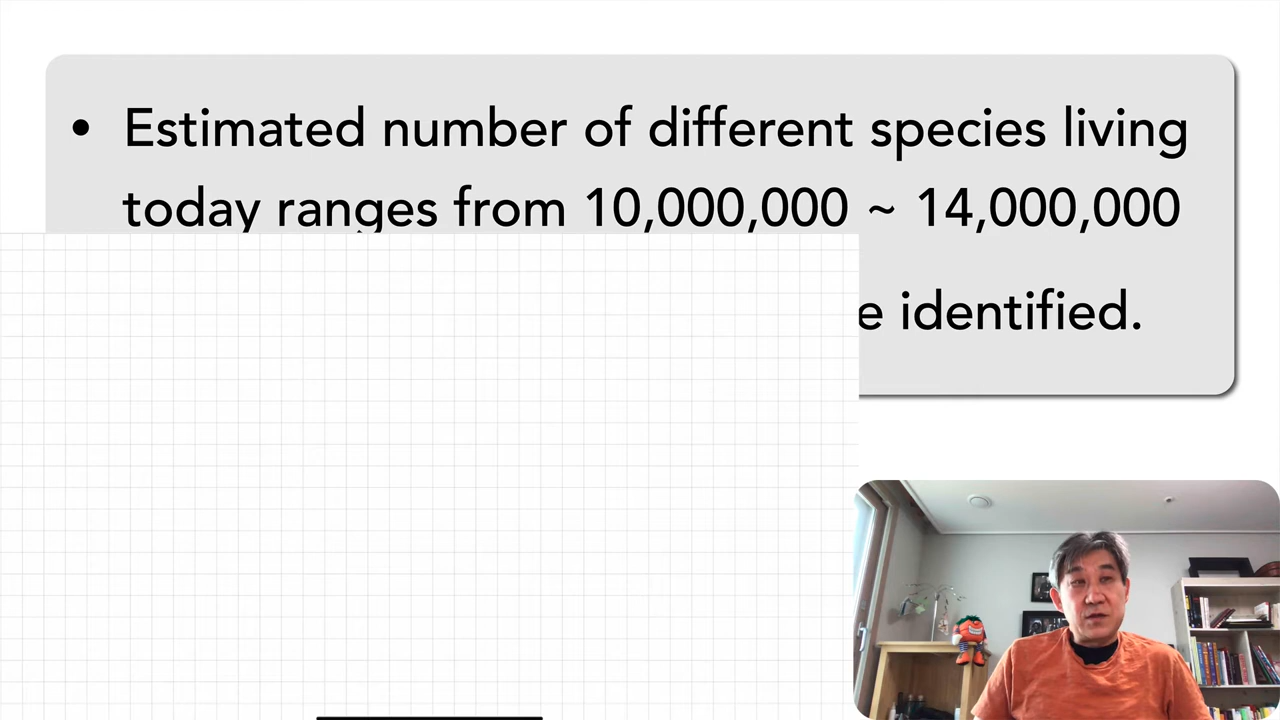 • Estimated number of different species living
today ranges from 10,000,000 ~ 14,000,000
identified.